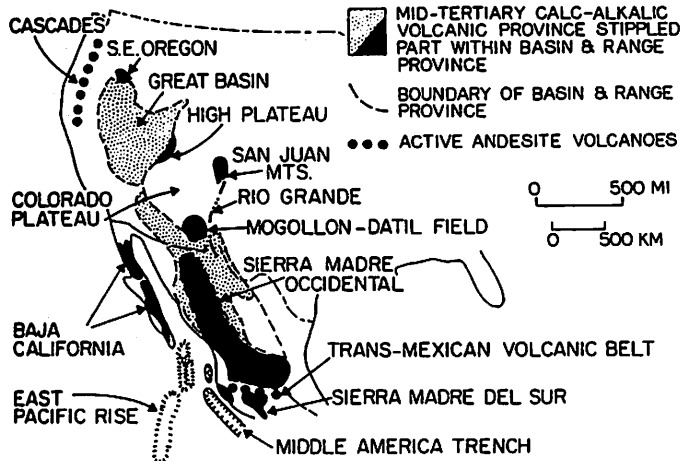 CASCADES
S.E. OREGON
GREAT BASIN
HIGH PLATEAU
SAN JUAN
MTS.
RIO GRANDE
COLORADO
PLATEAU
MOGOLLON-DATIL FIELD
SIERRA MADRE
OCCIDENTAL
BAJA
CALIFORNIA
TRANS-MEXICAN VOLCANIC BELT
EAST
PACIFIC RISE
SIERRA MADRE DEL SUR
MIDDLE AMERICA TRENCH
MID-TERTIARY CALC-ALKALIC
VOLCANIC PROVINCE STIPPLED
PART WITHIN BASIN & RANGE
PROVINCE
BOUNDARY OF BASIN & RANGE
PROVINCE
ACTIVE ANDESITE VOLCANOES
0 500 MI
0 500 KM